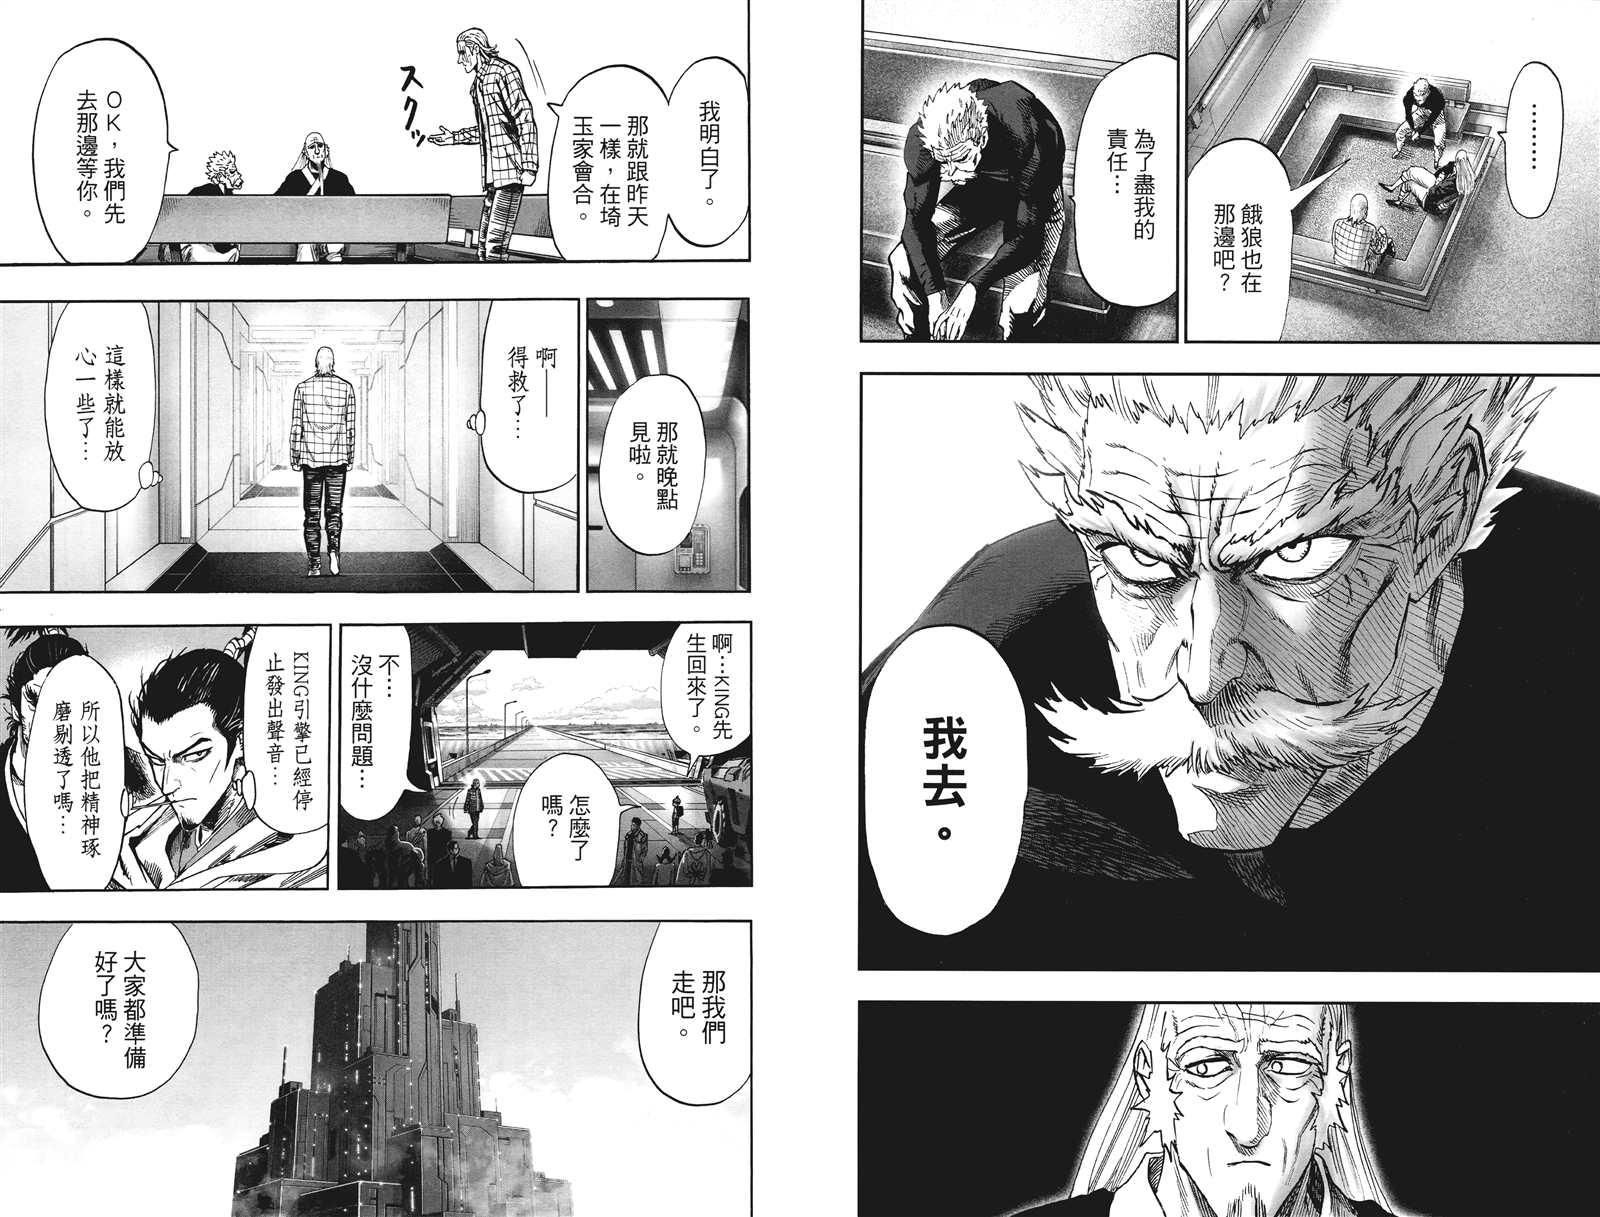 ………
餓狼也在
那邊吧？
為了盡我的
責任…
我去。
我明白了。
那就跟昨天
一樣，在埼
玉家會合。
スクッ
OK，我們先
去那邊等你。
那就晚點
見啦。
啊——
得救了…
這樣就能放
心一些了…
啊…KING先
生回來了。
怎麼了
嗎？
不…
沒什麼問題…
KING引擎已經停
止發出聲音…
所以他把精神琢
磨剔透了嗎…
那我們
走吧。
大家都準備
好了嗎？